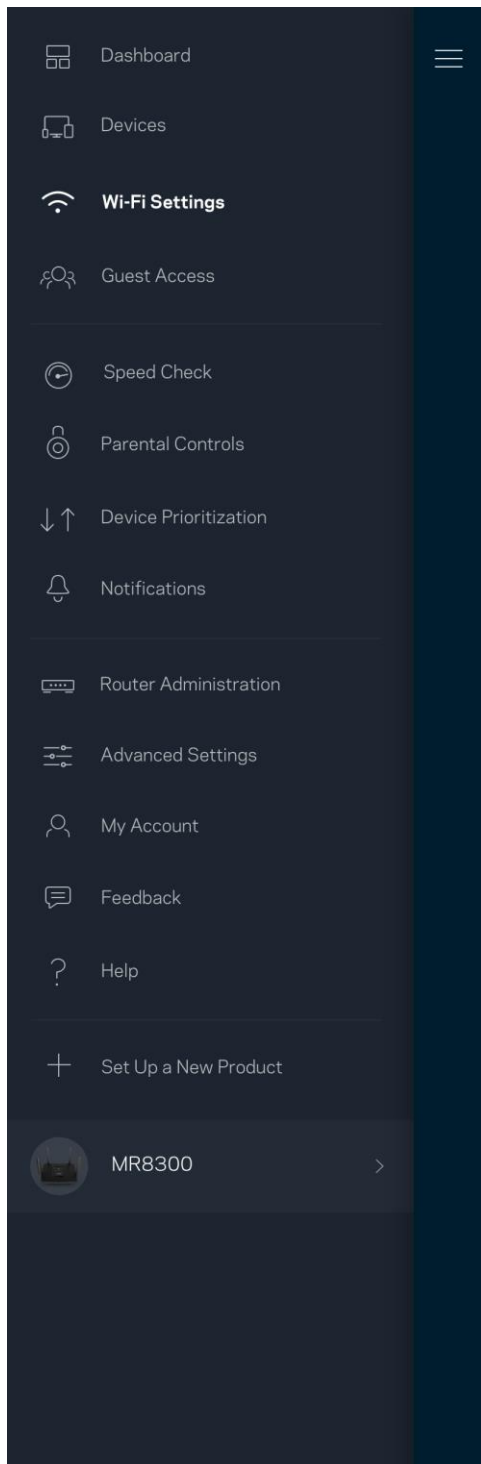 Dashboard
Devices
Wi-Fi Settings
Guest Access
Speed Check
Parental Controls
Device Prioritization
Notifications
Router Administration
Advanced Settings
My Account
Feedback
Help
Set Up a New Product
MR8300